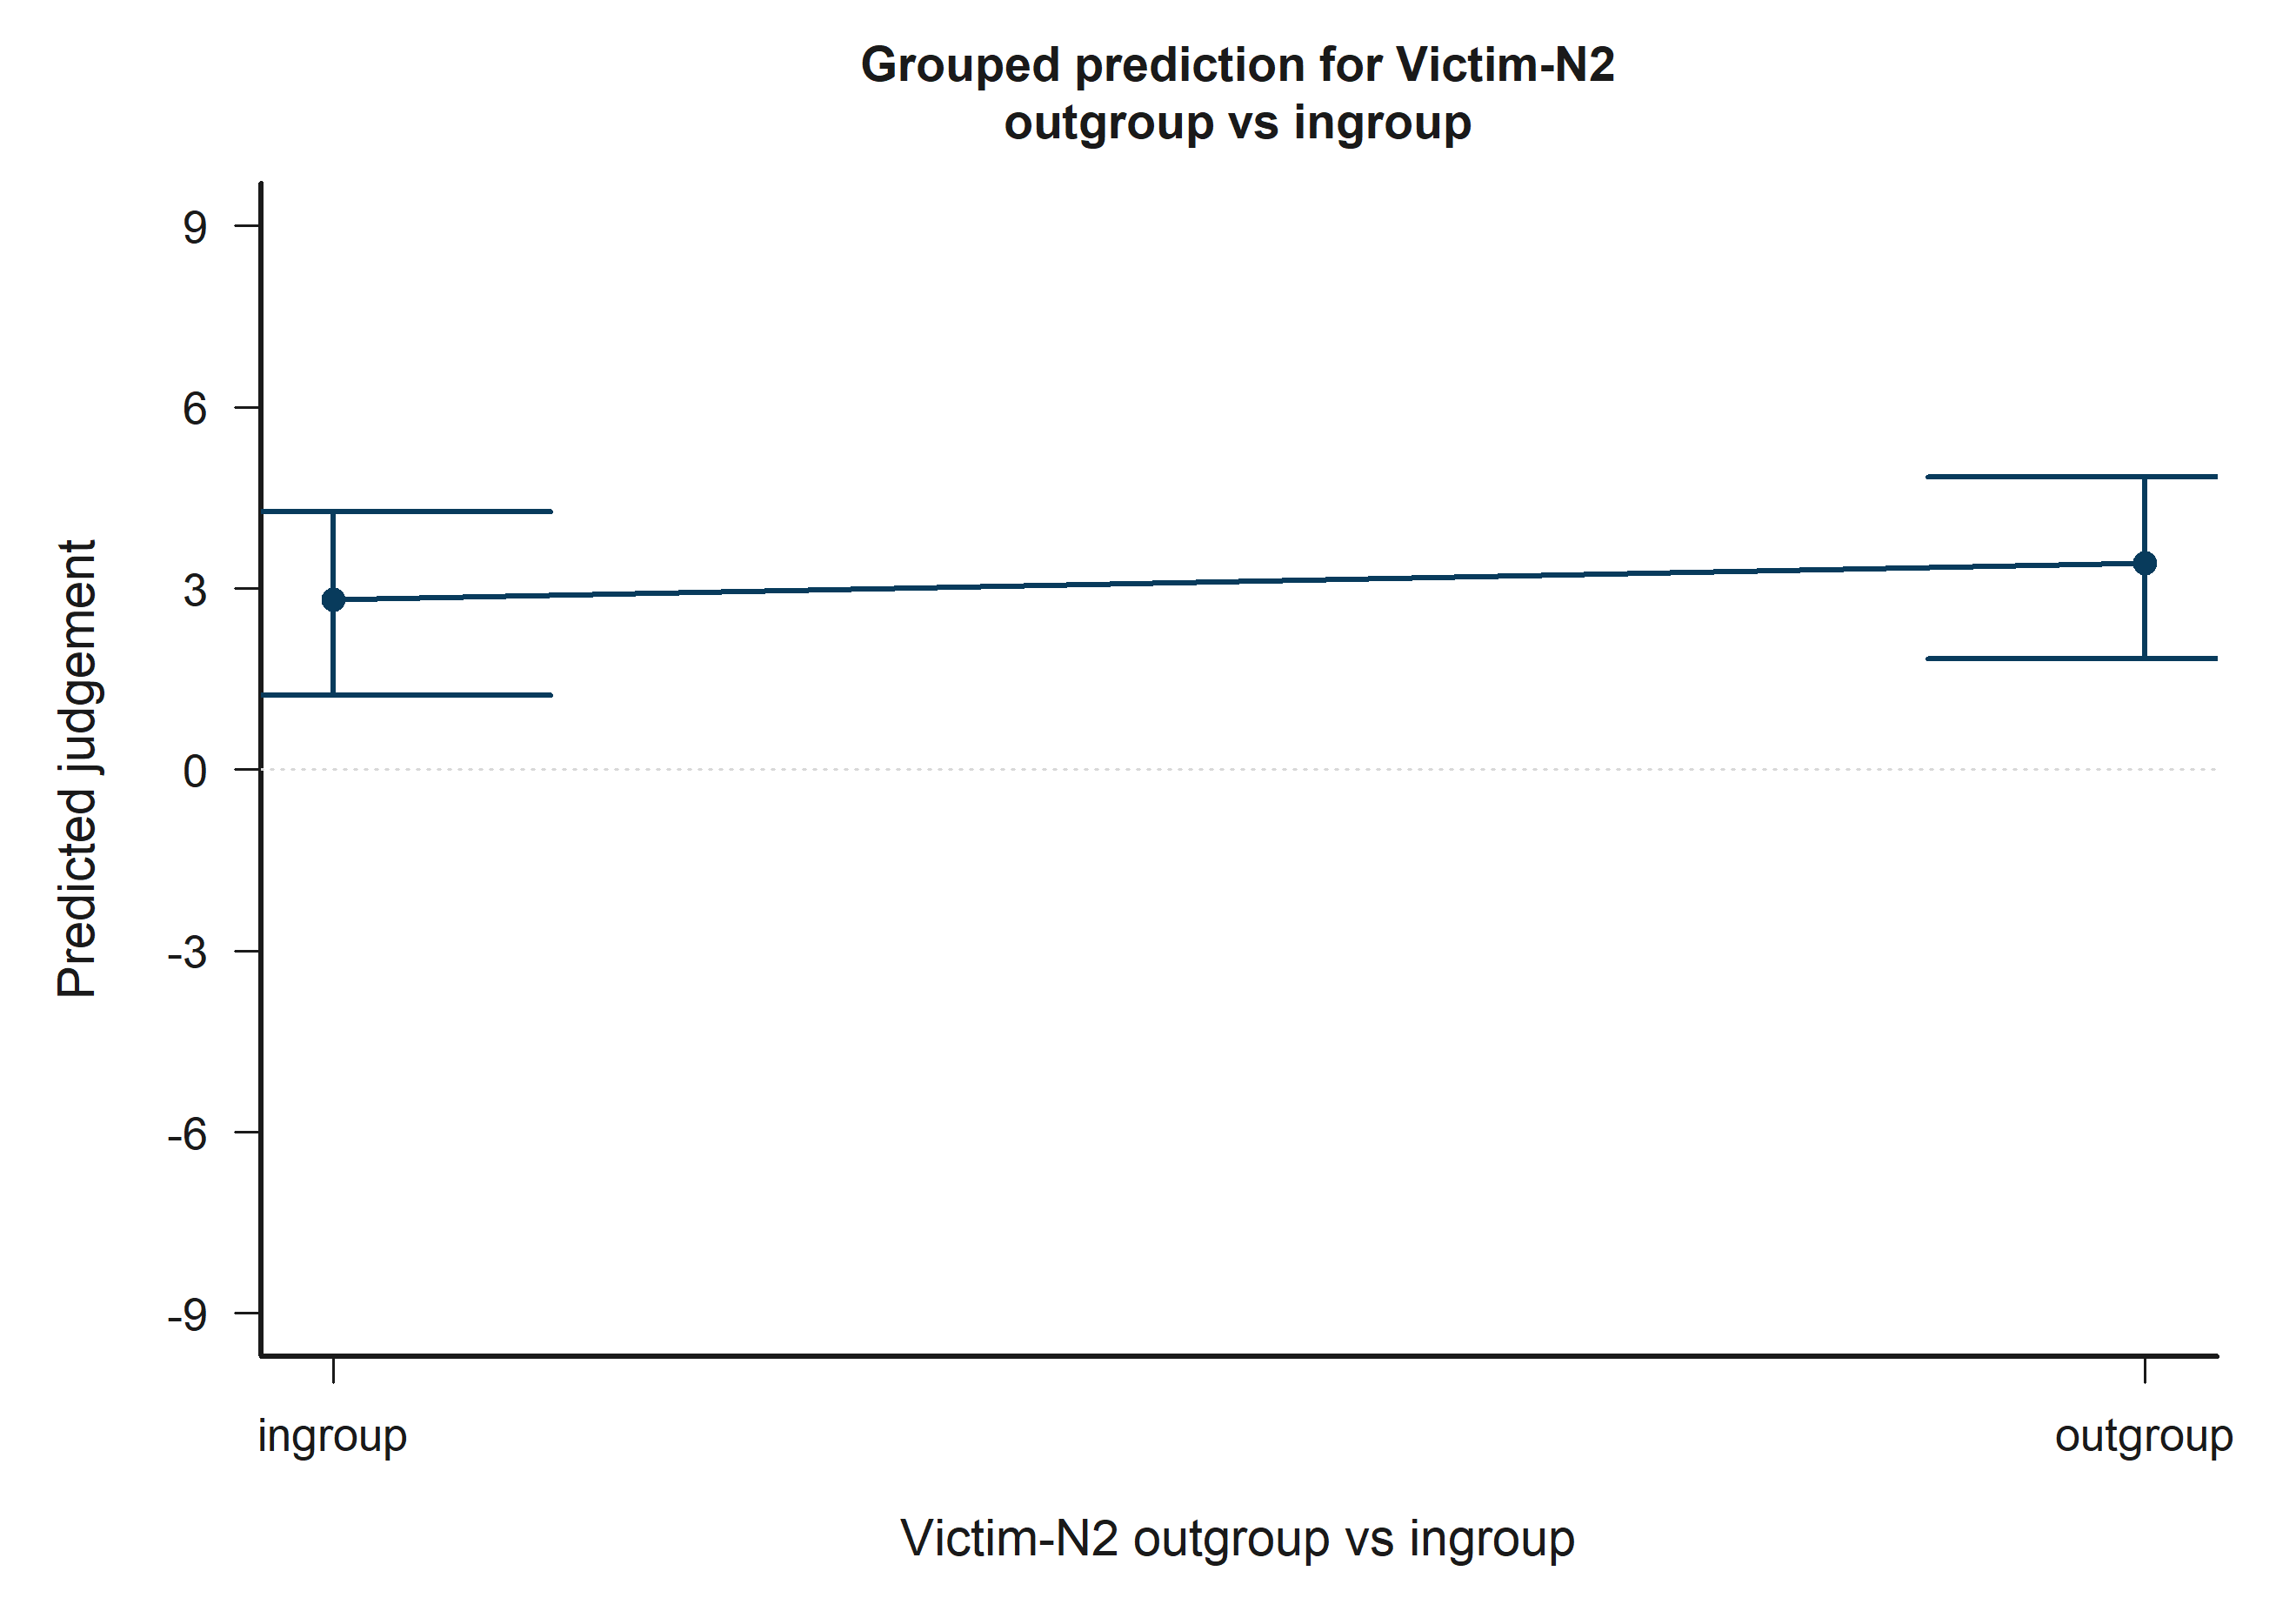 Grouped prediction for Victim-N2
outgroup vs ingroup
Predicted judgement
9
6
3
0
-3
-6
-9
ingroup
outgroup
Victim-N2 outgroup vs ingroup